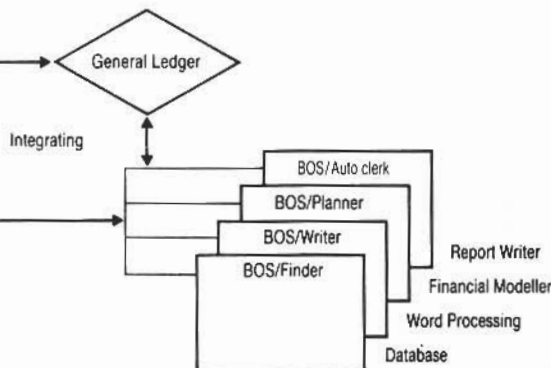 General Ledger
Integrating
BOS/Auto clerk
BOS/Planner
BOS/Writer
BOS/Finder
Report Writer
Financial Modeller
Word Processing
Database